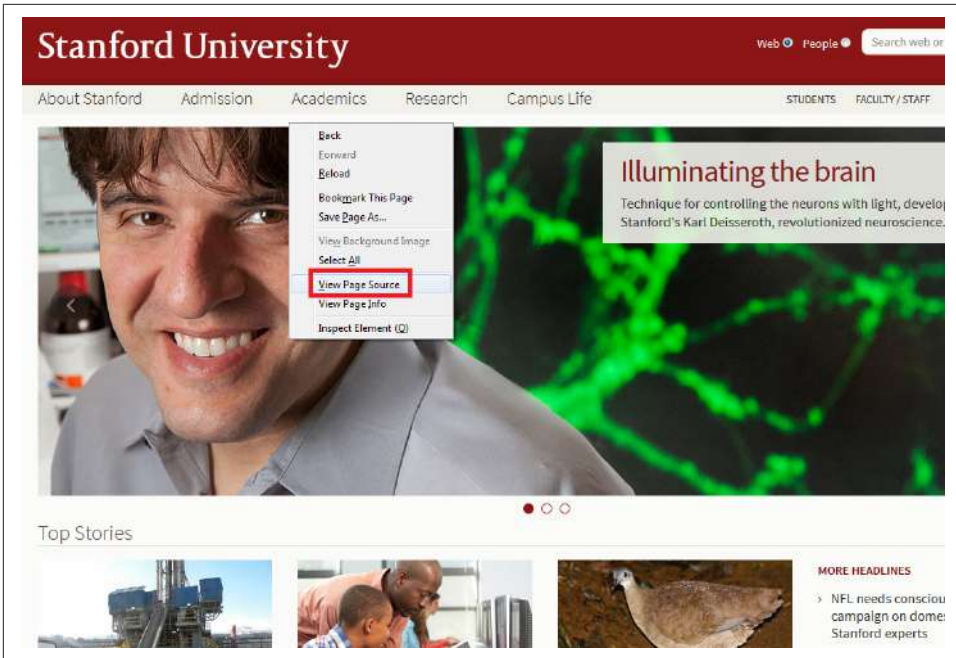 Stanford University
Web People Search web or
About Stanford Admission Academics Research Campus Life STUDENTS FACULTY / STAFF
Back
Forward
Reload
Bookmark This Page
Save Page As...
View Background Image
Select All
View Page Source
View Page Info
Inspect Element (Q)
Illuminating the brain
Technique for controlling the neurons with light, develop
Stanford's Karl Deisseroth, revolutionized neuroscience.
Top Stories
MORE HEADLINES
› NFL needs consciou
campaign on domes
Stanford experts